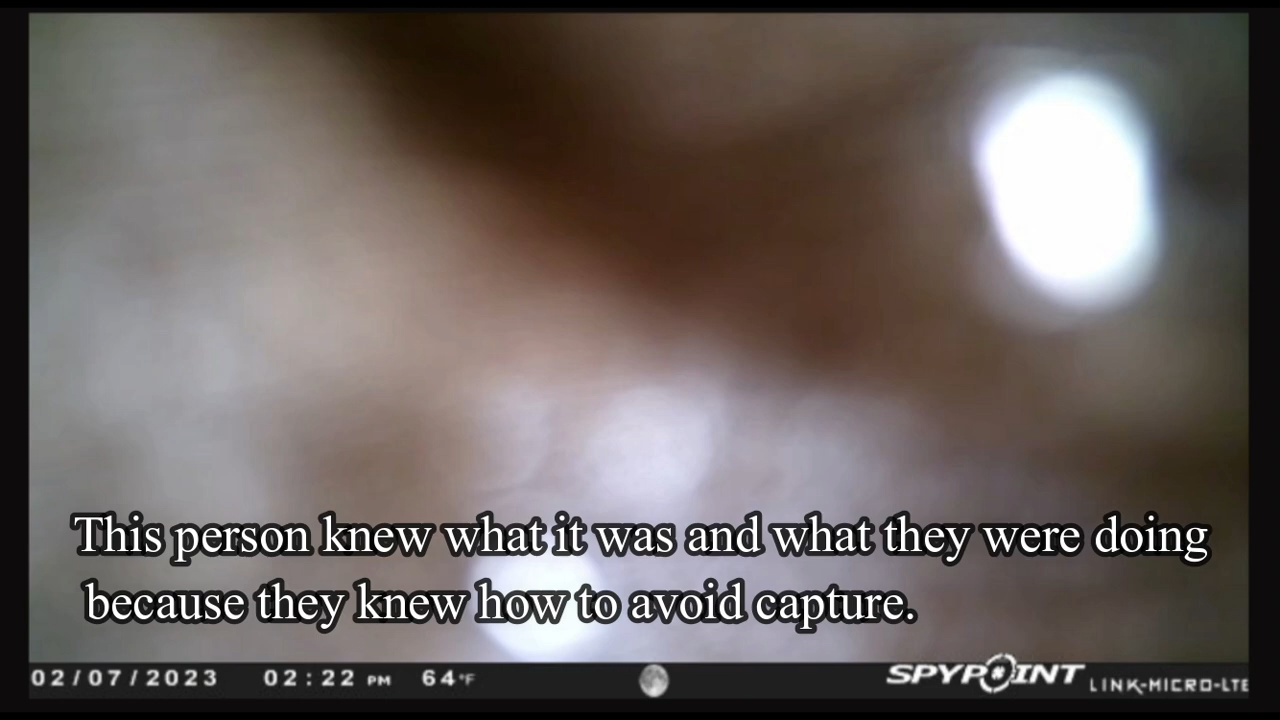 This person knew what it was and what they were doing
because they knew how to avoid capture.
02/07/2023 02:22 PM 64°F SPYPOINT LINK-MICRO-LTE